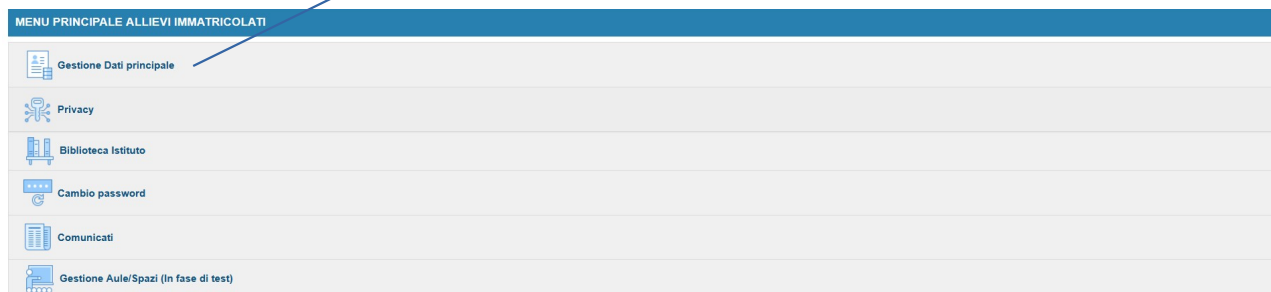 MENU PRINCIPALE ALLIEVI IMMATRICOLATI
Gestione Dati principale
Privacy
Biblioteca Istituto
Cambio password
Comunicati
Gestione Aule/Spazi (In fase di test)